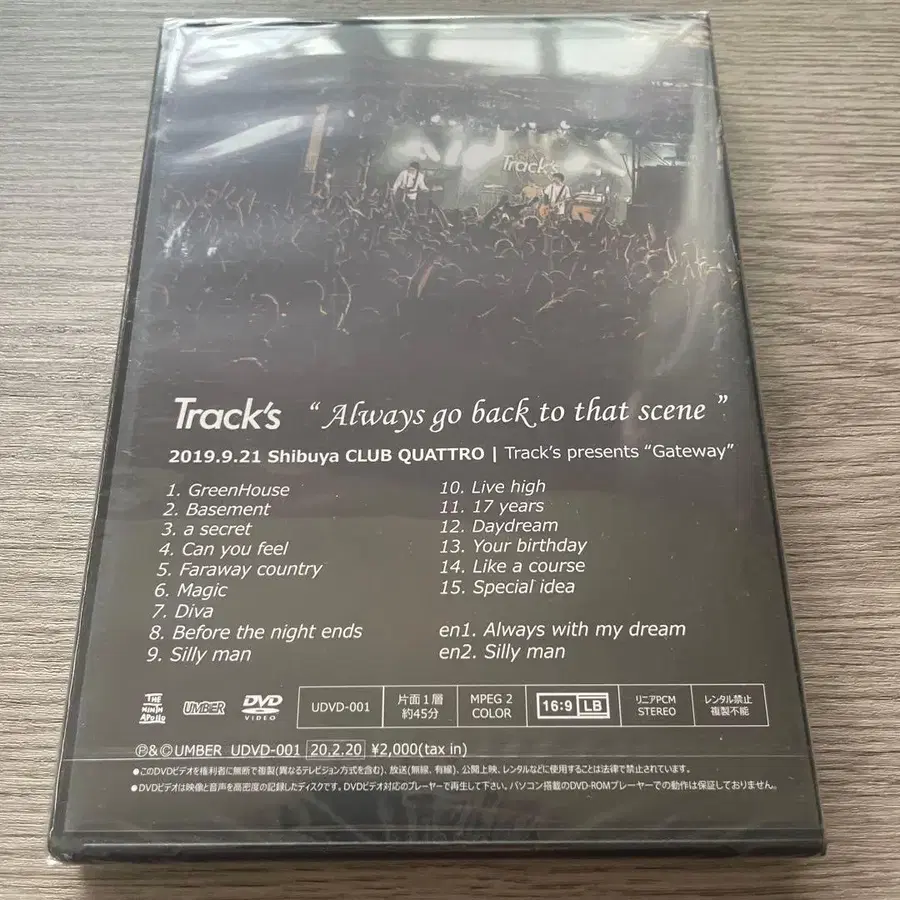 Track's
Track's “Always go back to that scene”
2019.9.21 Shibuya CLUB QUATTRO | Track's presents “Gateway”
1. GreenHouse
2. Basement
3. a secret
4. Can you feel
5. Faraway country
6. Magic
7. Diva
8. Before the night ends
9. Silly man
10. Live high
11. 17 years
12. Daydream
13. Your birthday
14. Like a course
15. Special idea
en1. Always with my dream
en2. Silly man
THE NINTH APOLLO
UMBER
DVD VIDEO
UDVD-001
片面1層
約45分
MPEG 2
COLOR
16:9 LB
リニアPCM
STEREO
レンタル禁止
複製不能
Ⓟ&©UMBER UDVD-001 20.2.20 ¥2,000(tax in)
●このDVDビデオを権利者に無断で複製(異なるテレビジョン方式を含む)、放送(無線、有線)、公開上映、レンタルなどに使用することは法律で禁止されています。
●DVDビデオは映像と音声を高密度の記録したディスクです。DVDビデオ対応のプレーヤーで再生して下さい。パソコン搭載のDVD-ROMプレーヤーでの動作は保証しておりません。